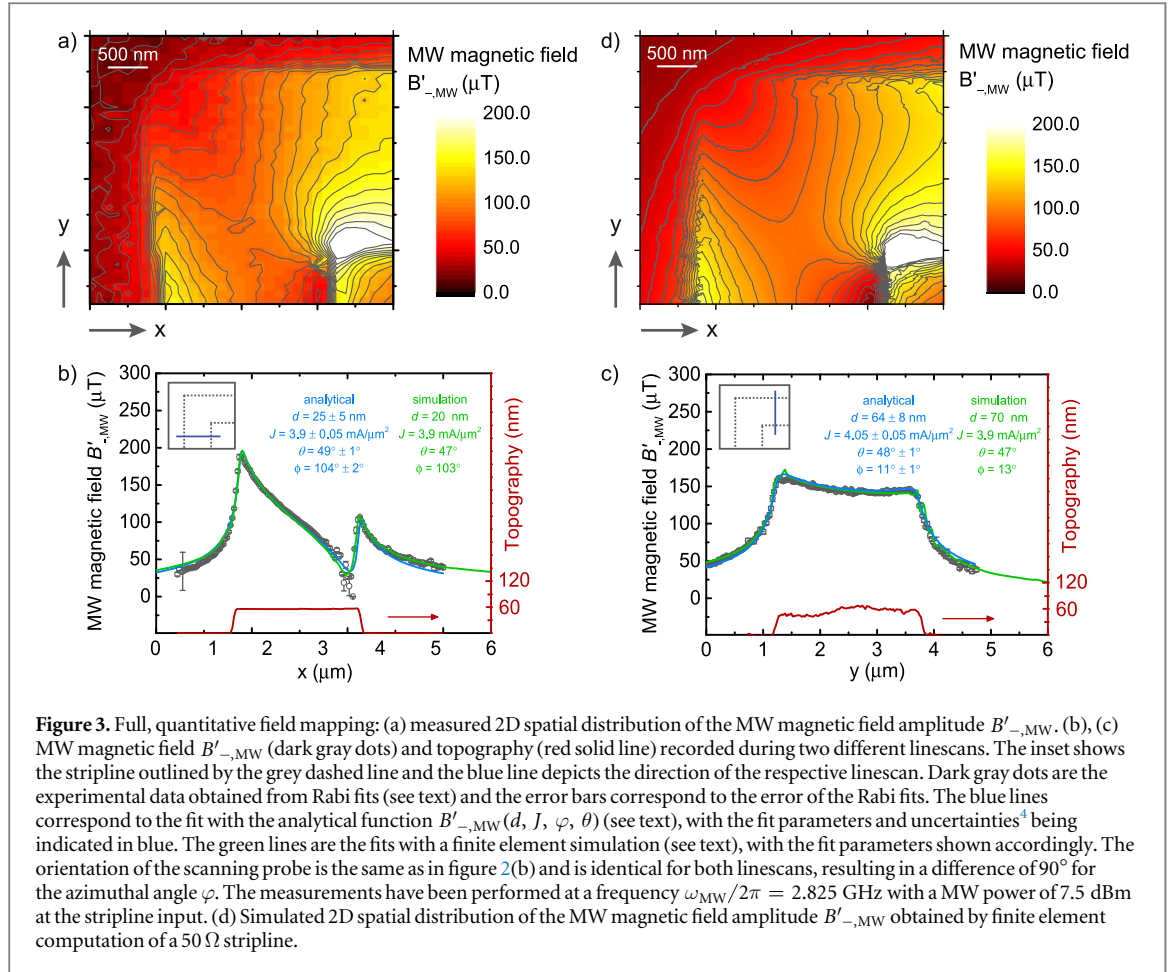 a)
500 nm
MW magnetic field
B′₋,MW (μT)
200.0
150.0
100.0
50.0
0.0
y
x
d)
500 nm
MW magnetic field
B′₋,MW (μT)
200.0
150.0
100.0
50.0
0.0
y
x
b)
MW magnetic field B′₋,MW (μT)
300
250
200
150
100
50
0
analytical
d = 25 ± 5 nm
J = 3.9 ± 0.05 mA/μm²
θ = 49° ± 1°
ϕ = 104° ± 2°
simulation
d = 20 nm
J = 3.9 mA/μm²
θ = 47°
ϕ = 103°
Topography (nm)
120
60
0 1 2 3 4 5 6
x (μm)
c)
MW magnetic field B′₋,MW (μT)
300
250
200
150
100
50
0
analytical
d = 64 ± 8 nm
J = 4.05 ± 0.05 mA/μm²
θ = 48° ± 1°
ϕ = 11° ± 1°
simulation
d = 70 nm
J = 3.9 mA/μm²
θ = 47°
ϕ = 13°
Topography (nm)
120
60
0 1 2 3 4 5 6
y (μm)
Figure 3. Full, quantitative field mapping: (a) measured 2D spatial distribution of the MW magnetic field amplitude B′₋,MW. (b), (c)
MW magnetic field B′₋,MW (dark gray dots) and topography (red solid line) recorded during two different linescans. The inset shows
the stripline outlined by the grey dashed line and the blue line depicts the direction of the respective linescan. Dark gray dots are the
experimental data obtained from Rabi fits (see text) and the error bars correspond to the error of the Rabi fits. The blue lines
correspond to the fit with the analytical function B′₋,MW(d, J, φ, θ) (see text), with the fit parameters and uncertainties⁴ being
indicated in blue. The green lines are the fits with a finite element simulation (see text), with the fit parameters shown accordingly. The
orientation of the scanning probe is the same as in figure 2(b) and is identical for both linescans, resulting in a difference of 90° for
the azimuthal angle φ. The measurements have been performed at a frequency ω_MW/2π = 2.825 GHz with a MW power of 7.5 dBm
at the stripline input. (d) Simulated 2D spatial distribution of the MW magnetic field amplitude B′₋,MW obtained by finite element
computation of a 50 Ω stripline.